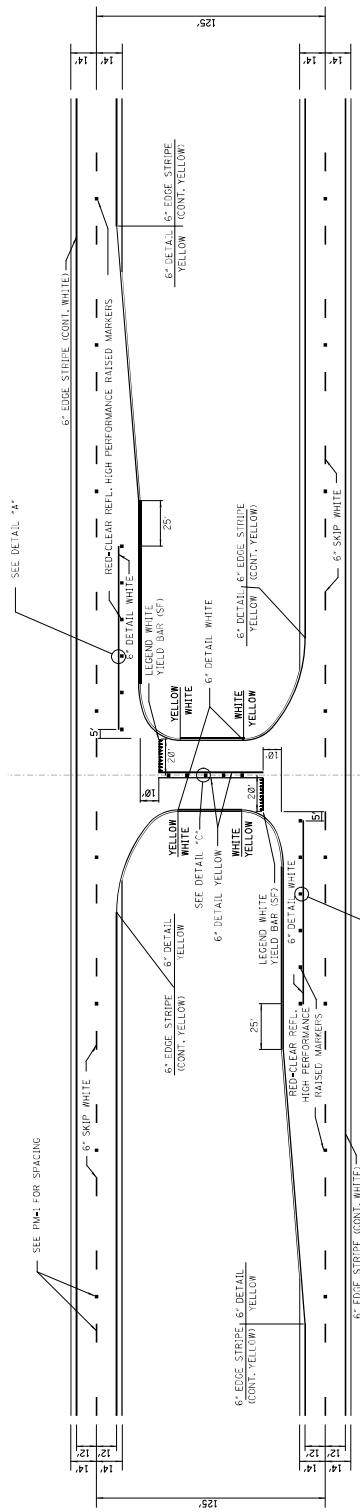 SEE PM-1 FOR SPACING
6" SKIP WHITE
6" EDGE STRIPE
(CONT. YELLOW)
6" DETAIL
YELLOW
SEE DETAIL "A"
6" EDGE STRIPE (CONT. WHITE)
RED-CLEAR REFL. HIGH PERFORMANCE RAISED MARKERS
6" DETAIL WHITE
LEGEND WHITE
YIELD BAR (SF)
5'
10'
20'
25'
6" DETAIL
YELLOW
6" EDGE STRIPE
(CONT. YELLOW)
YELLOW
WHITE
SEE DETAIL "C"
6" DETAIL YELLOW
WHITE
YELLOW
YELLOW
WHITE
6" DETAIL WHITE
WHITE
YELLOW
6" DETAIL
YELLOW
6" EDGE STRIPE
(CONT. YELLOW)
10'
20'
LEGEND WHITE
YIELD BAR (SF)
25'
6" DETAIL WHITE
5'
RED-CLEAR REFL.
HIGH PERFORMANCE
RAISED MARKERS
6" EDGE STRIPE
(CONT. YELLOW)
6" DETAIL
YELLOW
6" SKIP WHITE
6" EDGE STRIPE (CONT. WHITE)
14'
12'
12'
14'
125'
14'
12'
12'
14'
14'
14'
125'
14'
14'